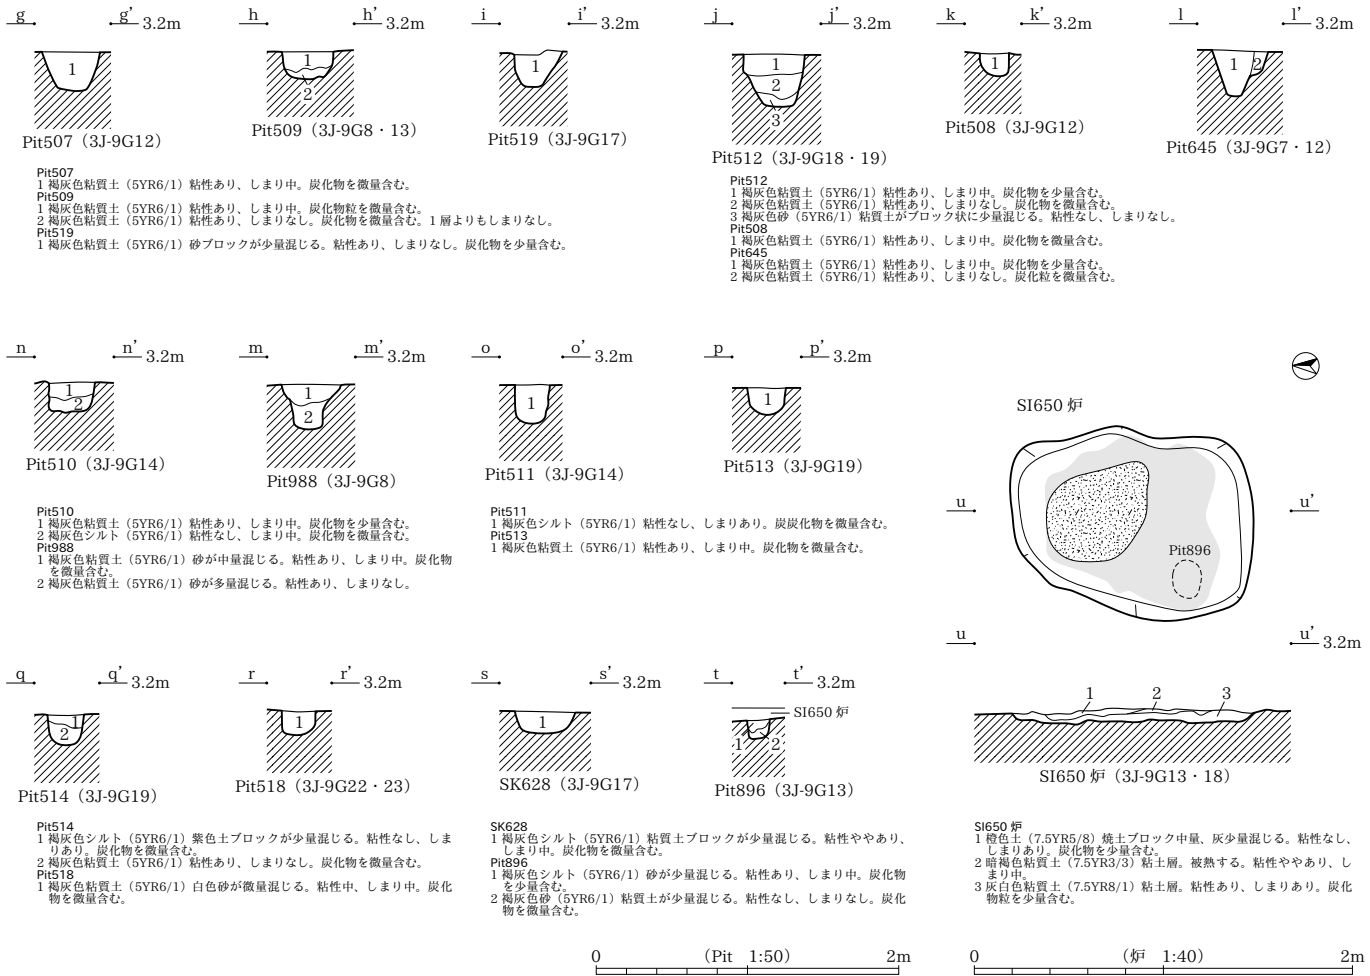 g g’ 3.2m h h’ 3.2m i i’ 3.2m j j’ 3.2m k k’ 3.2m l l’ 3.2m
1
1
2
1
1
2
3
1
1 2
Pit507（3J-9G12）
Pit509（3J-9G8・13）
Pit519（3J-9G17）
Pit512（3J-9G18・19）
Pit508（3J-9G12）
Pit645（3J-9G7・12）
Pit507
1 褐灰色粘質土（5YR6/1）粘性あり、しまり中。炭化物を微量含む。
Pit509
1 褐灰色粘質土（5YR6/1）粘性あり、しまり中。炭化物粒を微量含む。
2 褐灰色粘質土（5YR6/1）粘性あり、しまりなし。炭化物を微量含む。1 層よりもしまりなし。
Pit519
1 褐灰色粘質土（5YR6/1）砂ブロックが少量混じる。粘性あり、しまりなし。炭化物を少量含む。
Pit512
1 褐灰色粘質土（5YR6/1）粘性あり、しまり中。炭化物を少量含む。
2 褐灰色粘質土（5YR6/1）粘性あり、しまりなし。炭化物を微量含む。
3 褐灰色砂（5YR6/1）粘質土がブロック状に少量混じる。粘性なし、しまりなし。
Pit508
1 褐灰色粘質土（5YR6/1）粘性あり、しまり中。炭化物を微量含む。
Pit645
1 褐灰色粘質土（5YR6/1）粘性あり、しまり中。炭化物を少量含む。
2 褐灰色粘質土（5YR6/1）粘性あり、しまりなし。炭化粒を微量含む。
n n’ 3.2m m m’ 3.2m o o’ 3.2m p p’ 3.2m
1
2
1
2
1
1
Pit510（3J-9G14）
Pit988（3J-9G8）
Pit511（3J-9G14）
Pit513（3J-9G19）
Pit510
1 褐灰色粘質土（5YR6/1）粘性あり、しまり中。炭化物を少量含む。
2 褐灰色シルト（5YR6/1）粘性なし、しまり中。炭化物を微量含む。
Pit988
1 褐灰色粘質土（5YR6/1）砂が中量混じる。粘性あり、しまり中。炭化物
を微量含む。
2 褐灰色粘質土（5YR6/1）砂が多量混じる。粘性あり、しまりなし。
Pit511
1 褐灰色シルト（5YR6/1）粘性なし、しまりあり。炭炭化物を微量含む。
Pit513
1 褐灰色粘質土（5YR6/1）粘性あり、しまり中。炭化物を微量含む。
SI650 炉
u u’
Pit896
u u’ 3.2m
1 2 3
SI650 炉（3J-9G13・18）
q q’ 3.2m r r’ 3.2m s s’ 3.2m t t’ 3.2m
1
2
1
1
SI650 炉
1 2
Pit514（3J-9G19）
Pit518（3J-9G22・23）
SK628（3J-9G17）
Pit896（3J-9G13）
Pit514
1 褐灰色シルト（5YR6/1）紫色土ブロックが少量混じる。粘性なし、しま
りあり。炭化物を微量含む。
2 褐灰色粘質土（5YR6/1）粘性あり、しまりなし。炭化物を微量含む。
Pit518
1 褐灰色粘質土（5YR6/1）白色砂が微量混じる。粘性中、しまり中。炭化
物を微量含む。
SK628
1 褐灰色シルト（5YR6/1）粘質土ブロックが少量混じる。粘性ややあり、
しまり中。炭化物を微量含む。
Pit896
1 褐灰色シルト（5YR6/1）砂が少量混じる。粘性あり、しまり中。炭化物
を少量含む。
2 褐灰色砂（5YR6/1）粘質土が少量混じる。粘性なし、しまりなし。炭化
物を微量含む。
SI650 炉
1 橙色土（7.5YR5/8）焼土ブロック中量、灰少量混じる。粘性なし、
しまりあり。炭化物を少量含む。
2 暗褐色粘質土（7.5YR3/3）粘土層。被熱する。粘性ややあり、し
まり中。
3 灰白色粘質土（7.5YR8/1）粘土層。粘性あり、しまりあり。炭化
物粒を少量含む。
0 （Pit 1:50） 2m
0 （炉 1:40） 2m